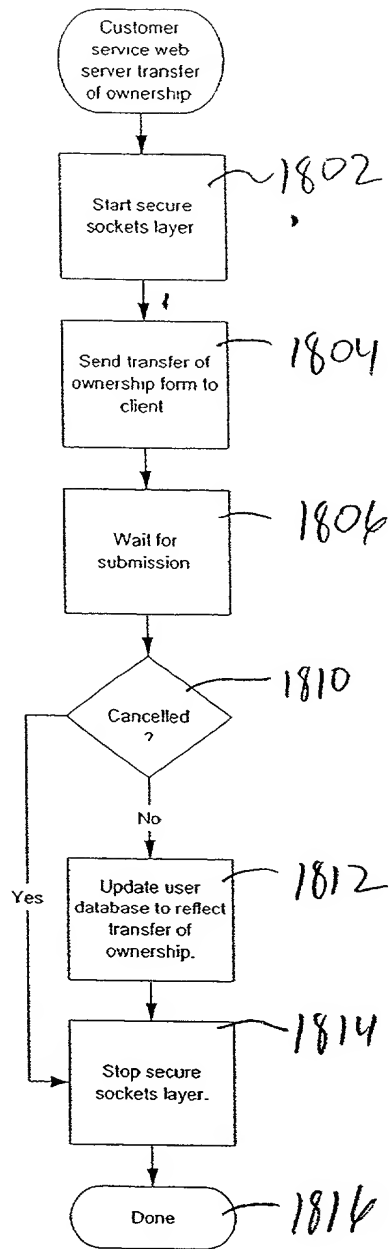 Customer
service web
server transfer
of ownership
Start secure
sockets layer
1802
Send transfer of
ownership form to
client
1804
Wait for
submission
1806
Cancelled
?
1810
No
Yes
Update user
database to reflect
transfer of
ownership.
1812
Stop secure
sockets layer.
1814
Done
1816